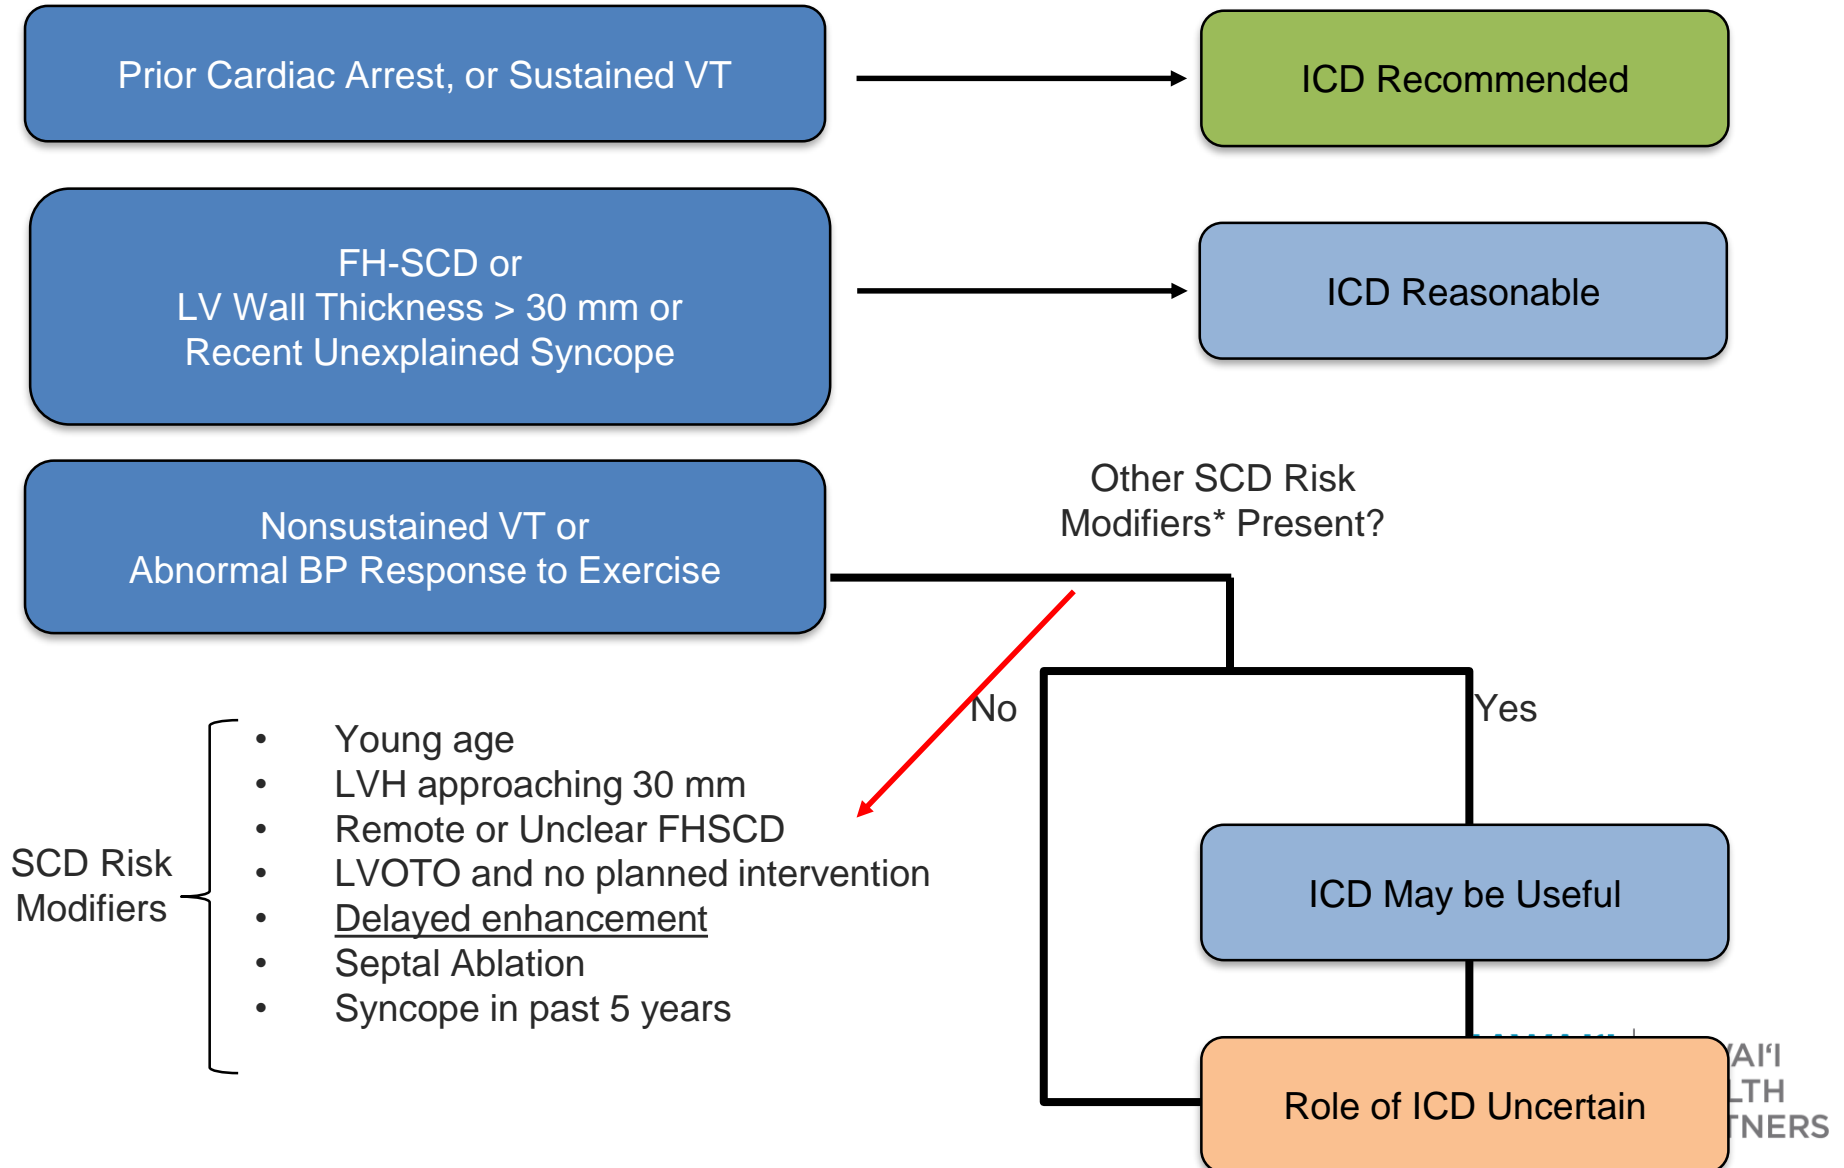 Prior Cardiac Arrest, or Sustained VT
ICD Recommended
FH-SCD or
LV Wall Thickness > 30 mm or
Recent Unexplained Syncope
ICD Reasonable
Nonsustained VT or
Abnormal BP Response to Exercise
Other SCD Risk
Modifiers* Present?
No
Yes
SCD Risk
Modifiers
• Young age
• LVH approaching 30 mm
• Remote or Unclear FHSCD
• LVOTO and no planned intervention
• Delayed enhancement
• Septal Ablation
• Syncope in past 5 years
ICD May be Useful
Role of ICD Uncertain